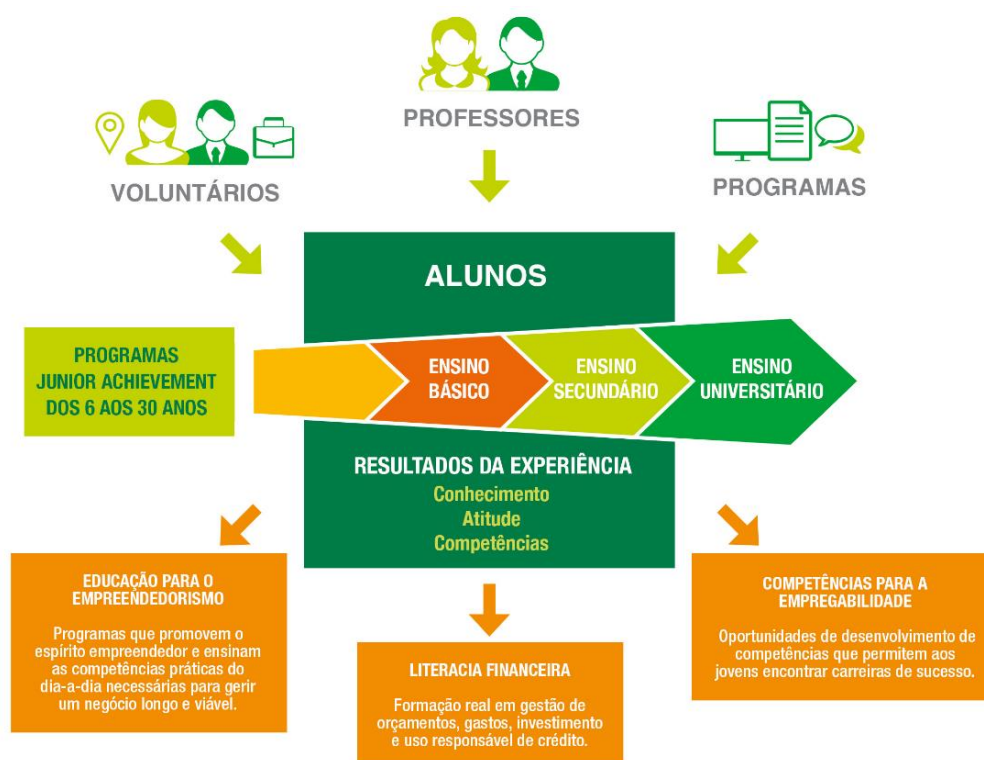 PROFESSORES
VOLUNTÁRIOS
PROGRAMAS
ALUNOS
PROGRAMAS
JUNIOR ACHIEVEMENT
DOS 6 AOS 30 ANOS
ENSINO
BÁSICO
ENSINO
SECUNDÁRIO
ENSINO
UNIVERSITÁRIO
RESULTADOS DA EXPERIÊNCIA
Conhecimento
Atitude
Competências
EDUCAÇÃO PARA O
EMPREENDEDORISMO
Programas que promovem o
espírito empreendedor e ensinam
as competências práticas do
dia-a-dia necessárias para gerir
um negócio longo e viável.
LITERACIA FINANCEIRA
Formação real em gestão de
orçamentos, gastos, investimento
e uso responsável de crédito.
COMPETÊNCIAS PARA A
EMPREGABILIDADE
Oportunidades de desenvolvimento de
competências que permitem aos
jovens encontrar carreiras de sucesso.